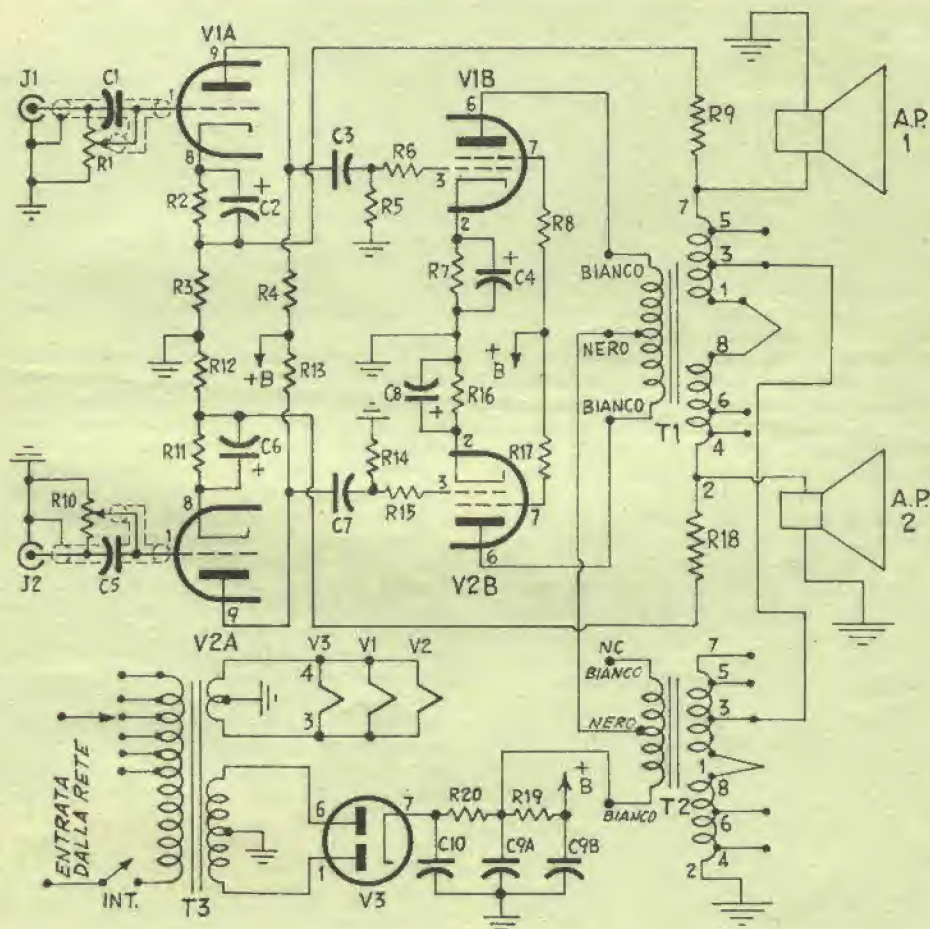 V1A
9
J1
C1
1
R1
8
R2
C2
+
C3
R6
R5
3
V1B
6
7
2
R7
C4
+
R8
R9
A.P.
1
7
5
3
1
BIANCO
NERO
BIANCO
8
6
4
T1
R3
R4
+B
R12
R13
+
B
C8
+
R16
R17
R11
C6
+
R14
2
8
R10
1
C5
J2
9
V2A
C7
R15
3
7
6
V2B
2
R18
A.P.
2
V3
V1
V2
4
3
NC
BIANCO
NERO
BIANCO
7
5
3
1
8
6
4
2
T2
ENTRATA
DALLA RETE
INT.
T3
6
1
7
V3
R20
R19
+
B
C10
C9A
C9B